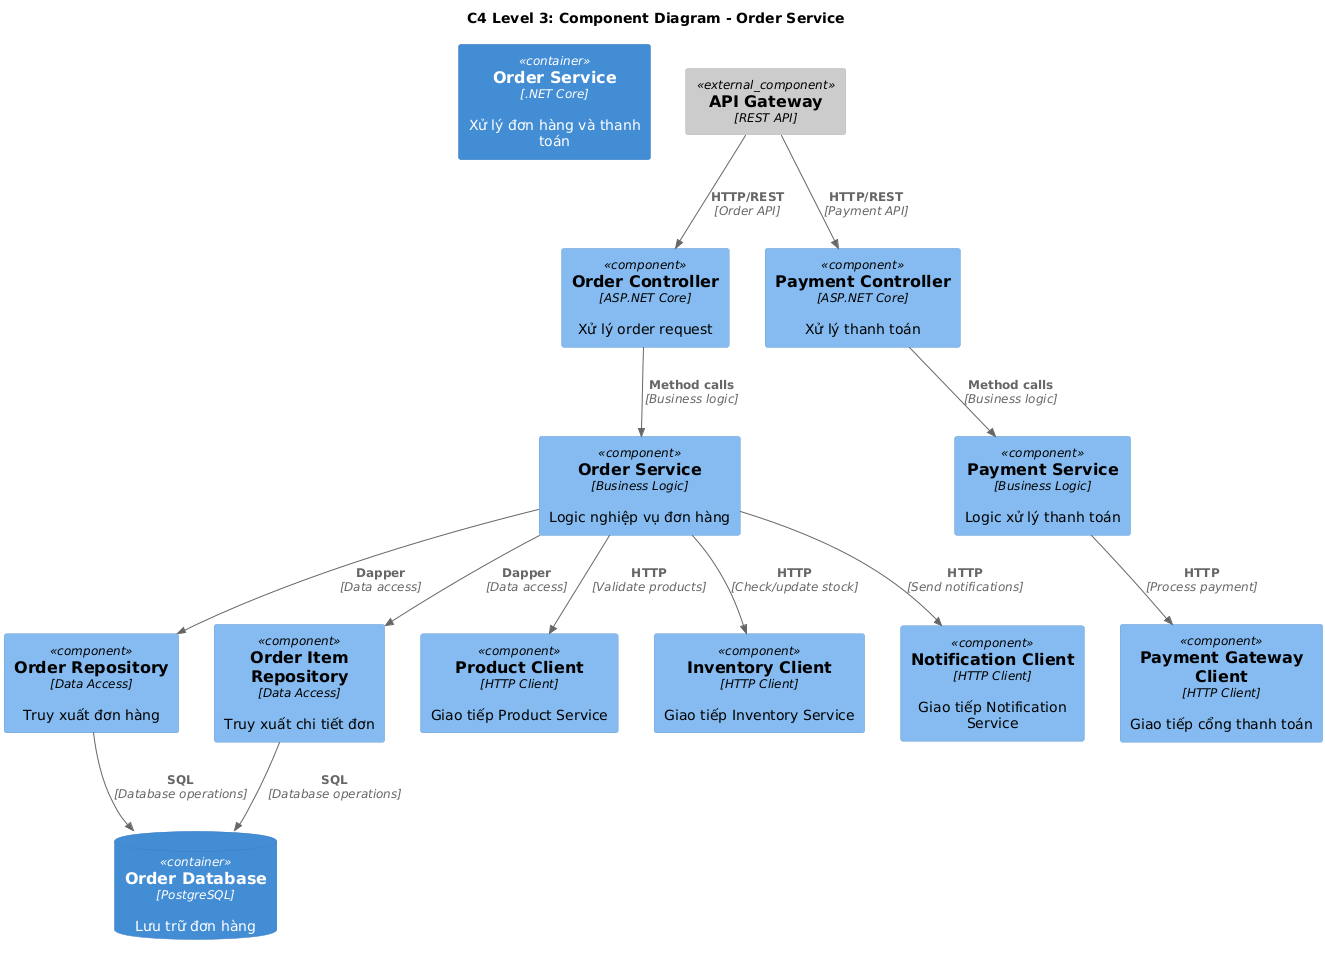 C4 Level 3: Component Diagram - Order Service
«container»
Order Service
[.NET Core]
Xử lý đơn hàng và thanh
toán
«external_component»
API Gateway
[REST API]
HTTP/REST
[Order API]
HTTP/REST
[Payment API]
«component»
Order Controller
[ASP.NET Core]
Xử lý order request
«component»
Payment Controller
[ASP.NET Core]
Xử lý thanh toán
Method calls
[Business logic]
Method calls
[Business logic]
«component»
Order Service
[Business Logic]
Logic nghiệp vụ đơn hàng
«component»
Payment Service
[Business Logic]
Logic xử lý thanh toán
Dapper
[Data access]
Dapper
[Data access]
HTTP
[Validate products]
HTTP
[Check/update stock]
HTTP
[Send notifications]
HTTP
[Process payment]
«component»
Order Repository
[Data Access]
Truy xuất đơn hàng
«component»
Order Item
Repository
[Data Access]
Truy xuất chi tiết đơn
«component»
Product Client
[HTTP Client]
Giao tiếp Product Service
«component»
Inventory Client
[HTTP Client]
Giao tiếp Inventory Service
«component»
Notification Client
[HTTP Client]
Giao tiếp Notification
Service
«component»
Payment Gateway
Client
[HTTP Client]
Giao tiếp cổng thanh toán
SQL
[Database operations]
SQL
[Database operations]
«container»
Order Database
[PostgreSQL]
Lưu trữ đơn hàng